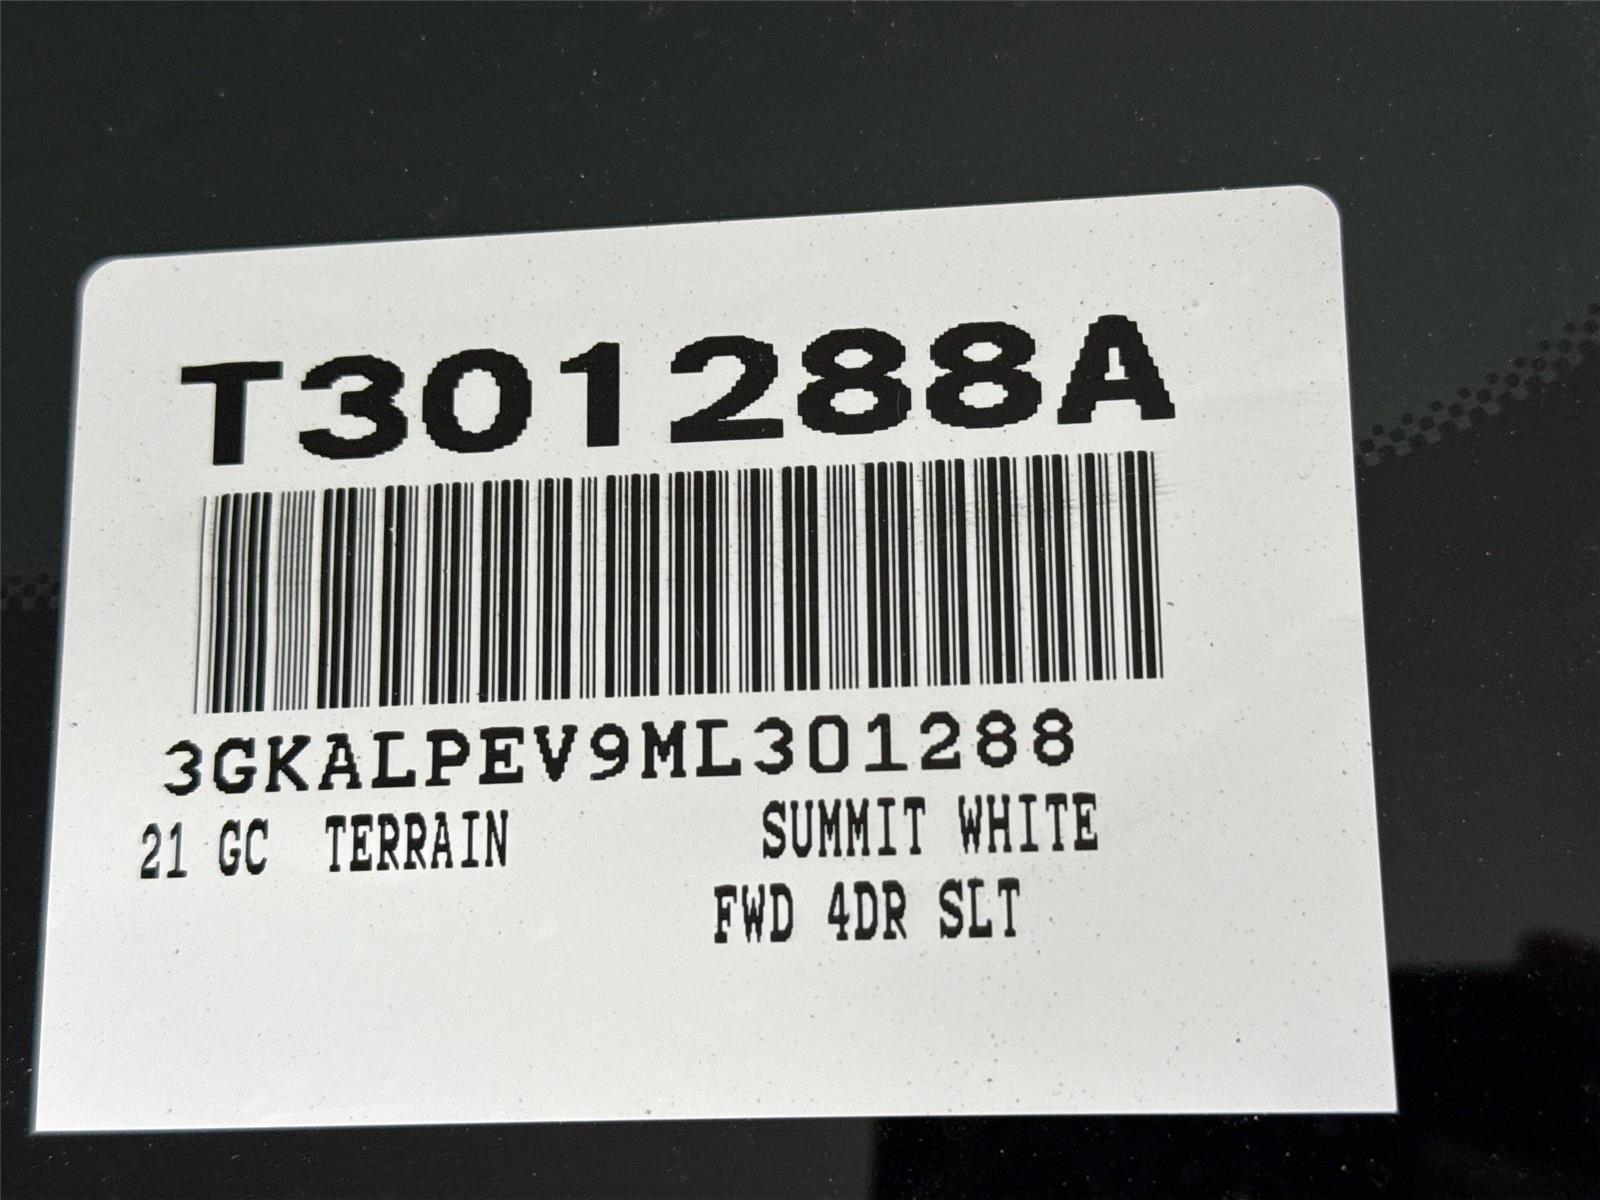 T301288A
3GKALPEV9ML301288
21 GC TERRAIN SUMMIT WHITE
FWD 4DR SLT